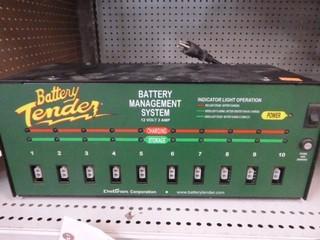 Battery
Tender
BATTERY
MANAGEMENT
SYSTEM
12 VOLT 2 AMP
INDICATOR LIGHT OPERATION
POWER
CHARGING
STORAGE
1 2 3 4 5 6 7 8 9 10
Deltran Corporation • www.batterytender.com